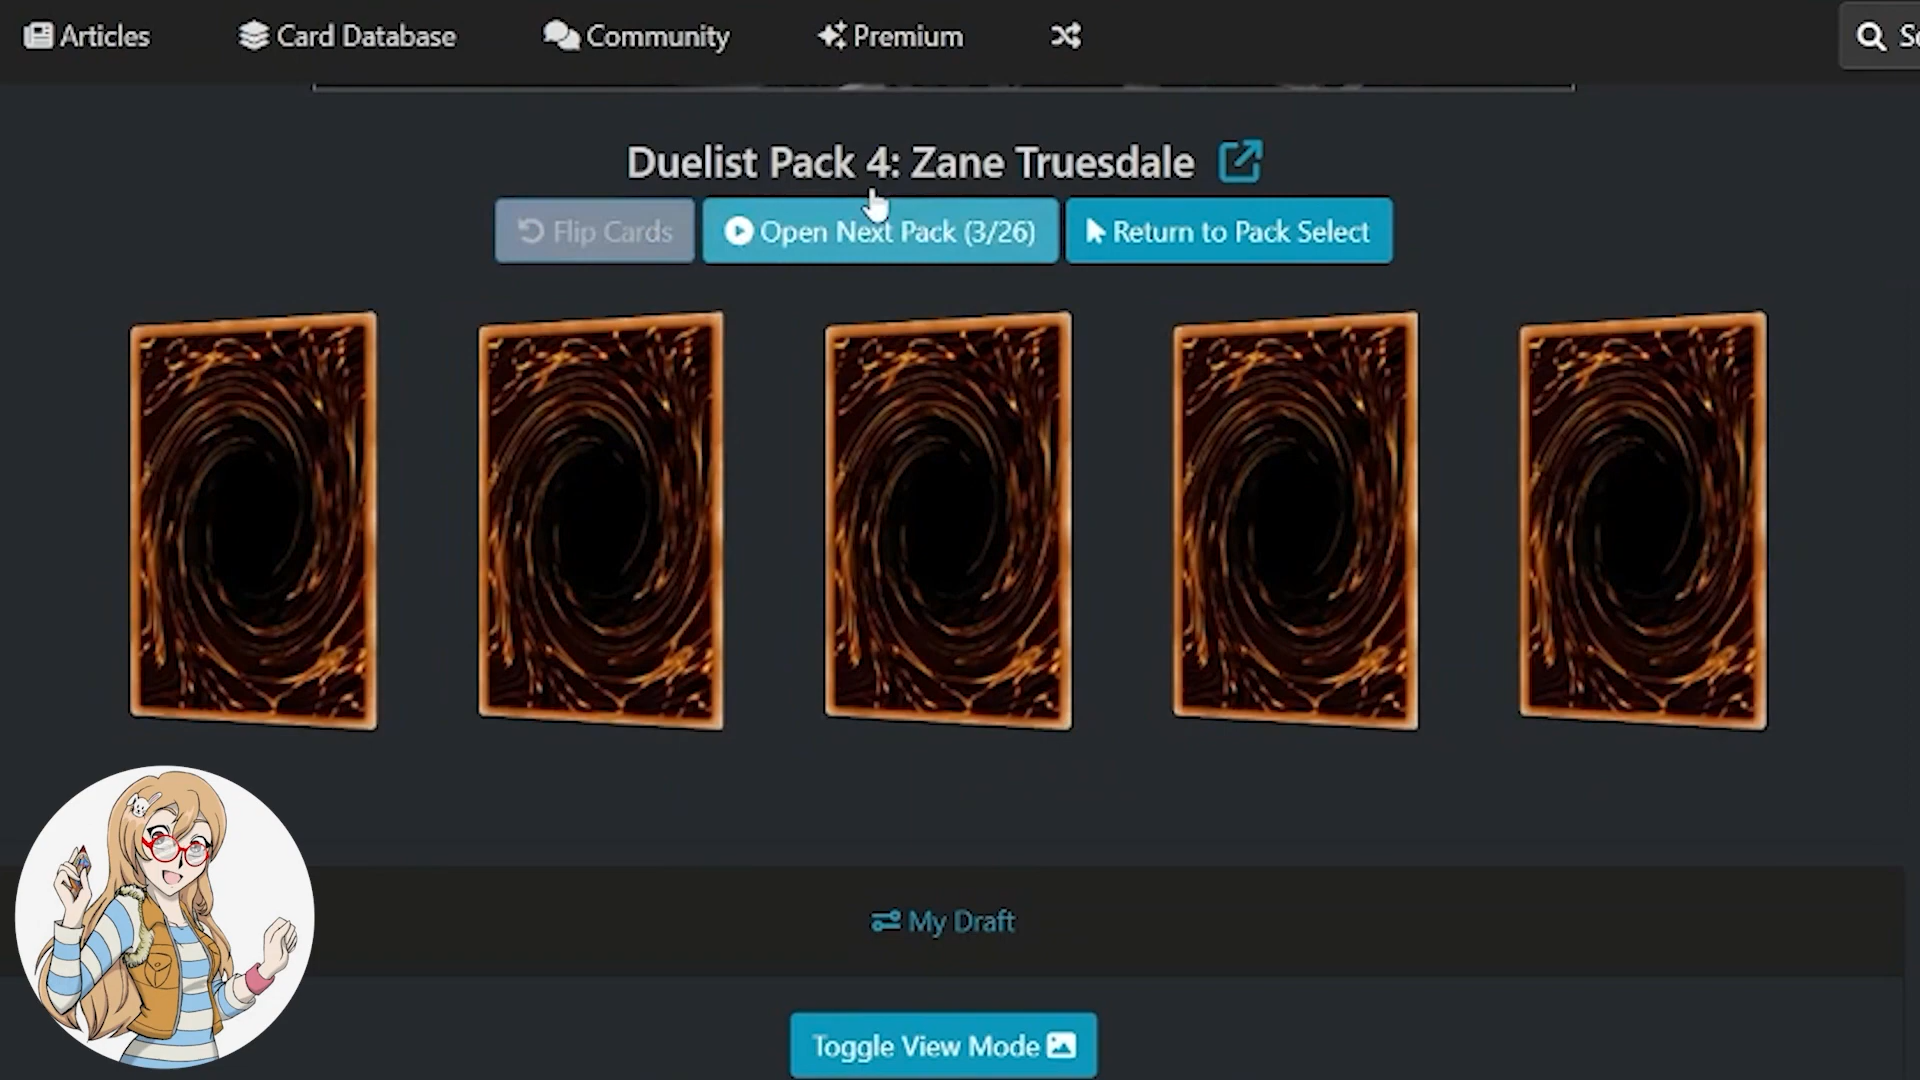 Articles
Card Database
Community
Premium
Duelist Pack 4: Zane Truesdale
Flip Cards
Open Next Pack (3/26)
Return to Pack Select
My Draft
Toggle View Mode